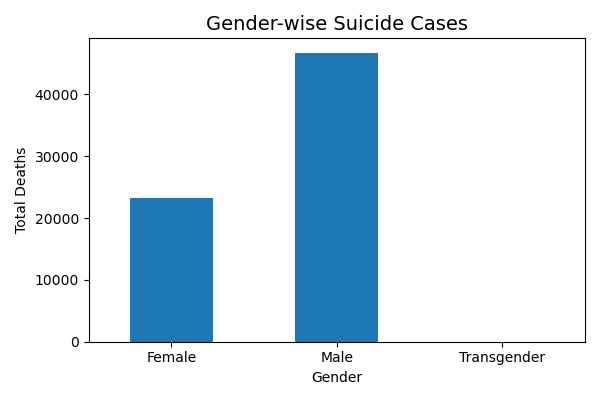 Gender-wise Suicide Cases
Total Deaths
40000
30000
20000
10000
0
Female Male Transgender
Gender